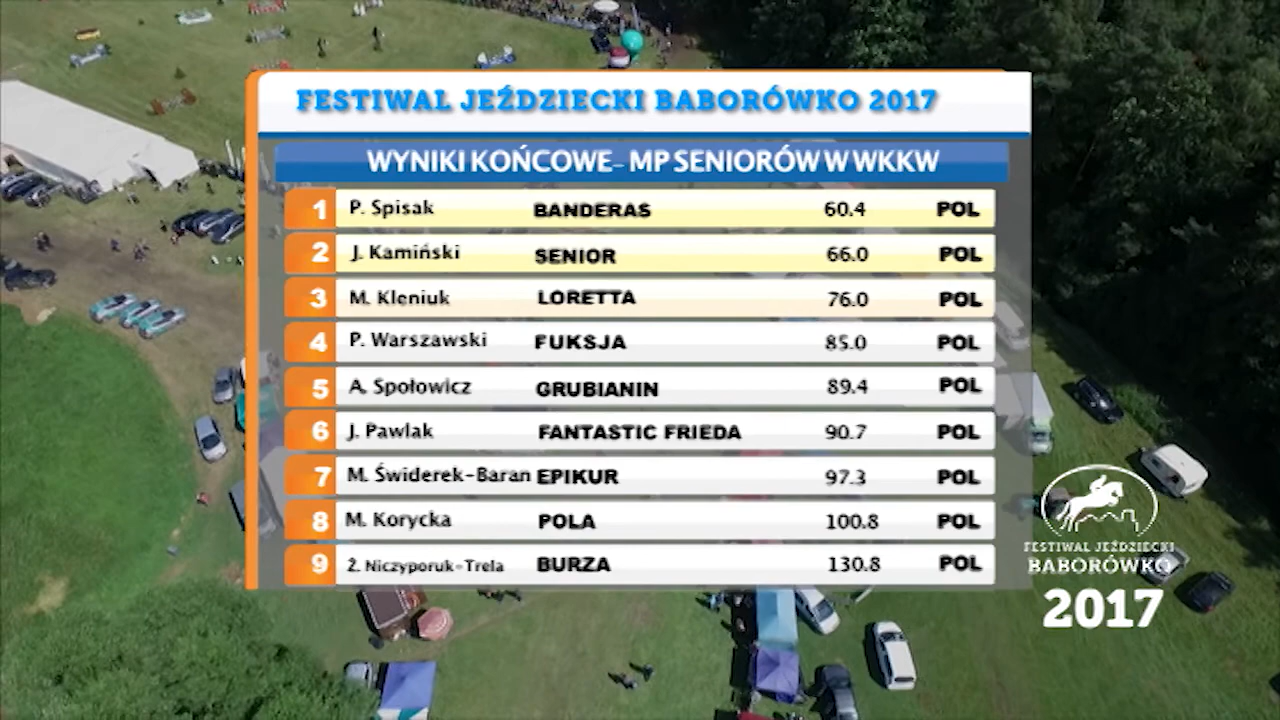 FESTIWAL JEŹDZIECKI BABORÓWKO 2017
WYNIKI KOŃCOWE- MP SENIORÓW W WKKW
1 P. Spisak BANDERAS 60.4 POL
2 J. Kamiński SENIOR 66.0 POL
3 M. Kleniuk LORETTA 76.0 POL
4 P. Warszawski FUKSJA 85.0 POL
5 A. Społowicz GRUBIANIN 89.4 POL
6 J. Pawlak FANTASTIC FRIEDA 90.7 POL
7 M. Świderek-Baran EPIKUR 97.3 POL
8 M. Korycka POLA 100.8 POL
9 Ż. Niczyporuk-Trela BURZA 130.8 POL
FESTIWAL JEŹDZIECKI
BABORÓWKO
2017